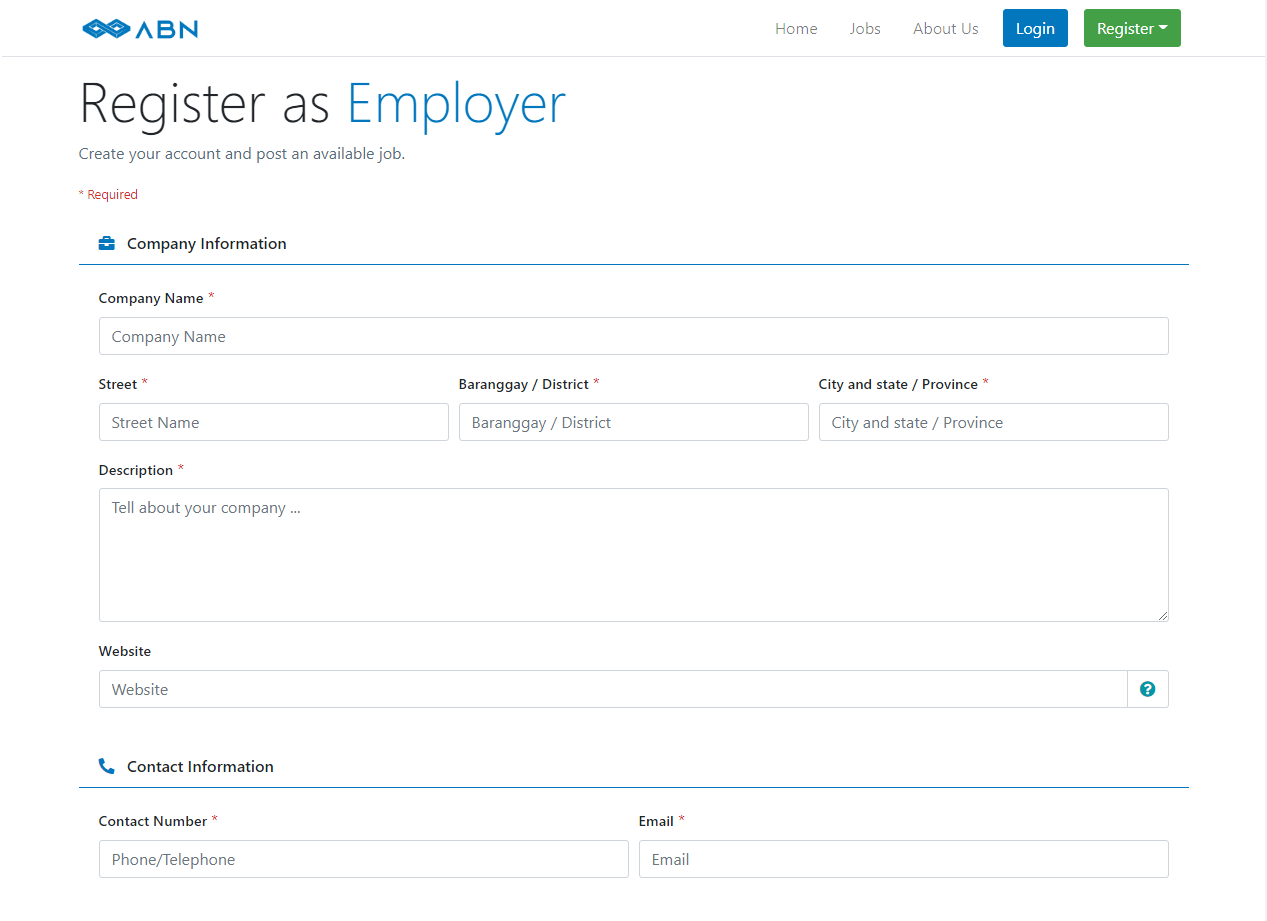 ABN Home Jobs About Us Login Register
Register as Employer
Create your account and post an available job.
* Required
Company Information
Company Name *
Company Name
Street * Baranggay / District * City and state / Province *
Street Name Baranggay / District City and state / Province
Description *
Tell about your company ...
Website
Website ?
Contact Information
Contact Number * Email *
Phone/Telephone Email